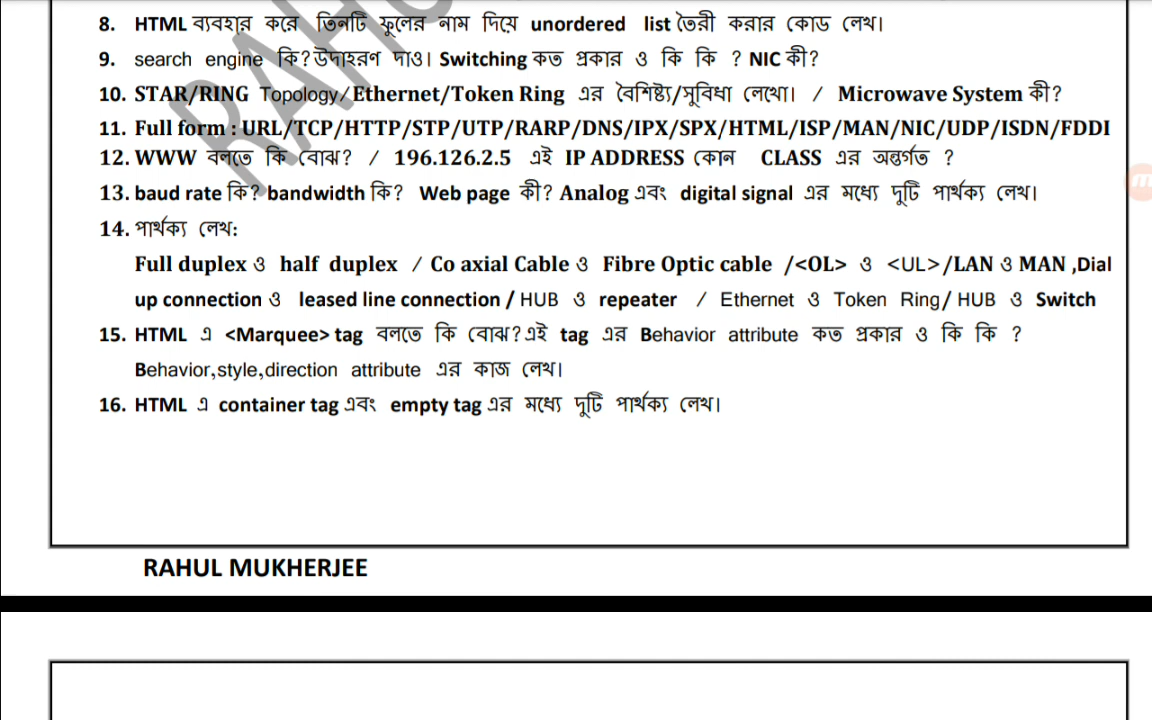 8. HTML ব্যবহার করে তিনটি ফুলের নাম দিয়ে unordered list তৈরী করার কোড লেখ।
9. search engine কি?উদাহরণ দাও। Switching কত প্রকার ও কি কি ? NIC কী?
10. STAR/RING Topology/Ethernet/Token Ring এর বৈশিষ্ট্য/সুবিধা লেখো। / Microwave System কী?
11. Full form : URL/TCP/HTTP/STP/UTP/RARP/DNS/IPX/SPX/HTML/ISP/MAN/NIC/UDP/ISDN/FDDI
12. WWW বলতে কি বোঝ? / 196.126.2.5 এই IP ADDRESS কোন CLASS এর অন্তর্গত ?
13. baud rate কি? bandwidth কি? Web page কী? Analog এবং digital signal এর মধ্যে দুটি পার্থক্য লেখ।
14. পার্থক্য লেখ:
Full duplex ও half duplex / Co axial Cable ও Fibre Optic cable /<OL> ও <UL>/LAN ও MAN ,Dial
up connection ও leased line connection / HUB ও repeater / Ethernet ও Token Ring/ HUB ও Switch
15. HTML এ <Marquee> tag বলতে কি বোঝ?এই tag এর Behavior attribute কত প্রকার ও কি কি ?
Behavior,style,direction attribute এর কাজ লেখ।
16. HTML এ container tag এবং empty tag এর মধ্যে দুটি পার্থক্য লেখ।
RAHUL MUKHERJEE